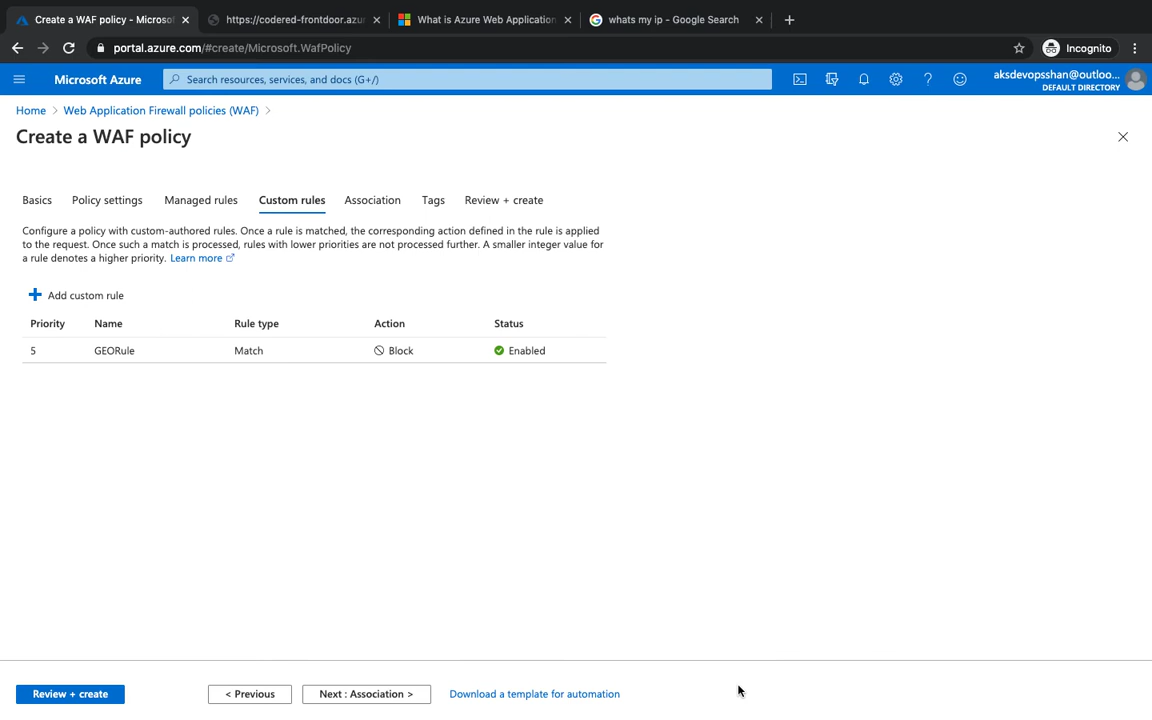 Create a WAF policy - Microsof
https://codered-frontdoor.azur
What is Azure Web Application
whats my ip - Google Search
portal.azure.com/#create/Microsoft.WafPolicy
Incognito
Microsoft Azure
Search resources, services, and docs (G+/)
aksdevopsshan@outloo...
DEFAULT DIRECTORY
Home > Web Application Firewall policies (WAF) >
Create a WAF policy
Basics Policy settings Managed rules Custom rules Association Tags Review + create
Configure a policy with custom-authored rules. Once a rule is matched, the corresponding action defined in the rule is applied
to the request. Once such a match is processed, rules with lower priorities are not processed further. A smaller integer value for
a rule denotes a higher priority. Learn more
Add custom rule
Priority Name Rule type Action Status
5 GEORule Match Block Enabled
Review + create
< Previous
Next : Association >
Download a template for automation